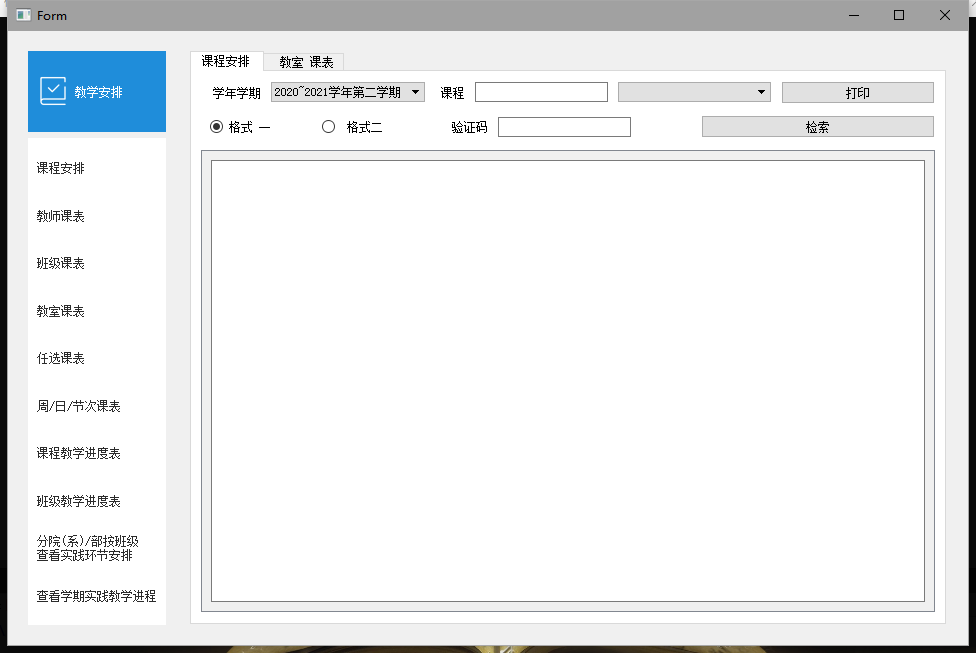 Form
教学安排
课程安排
教师课表
班级课表
教室课表
任选课表
周/日/节次课表
课程教学进度表
班级教学进度表
分院(系)/部按班级
查看实践环节安排
查看学期实践教学进程
课程安排 教室 课表
学年学期 2020~2021学年第二学期 课程 打印
格式 一 格式二 验证码 检索